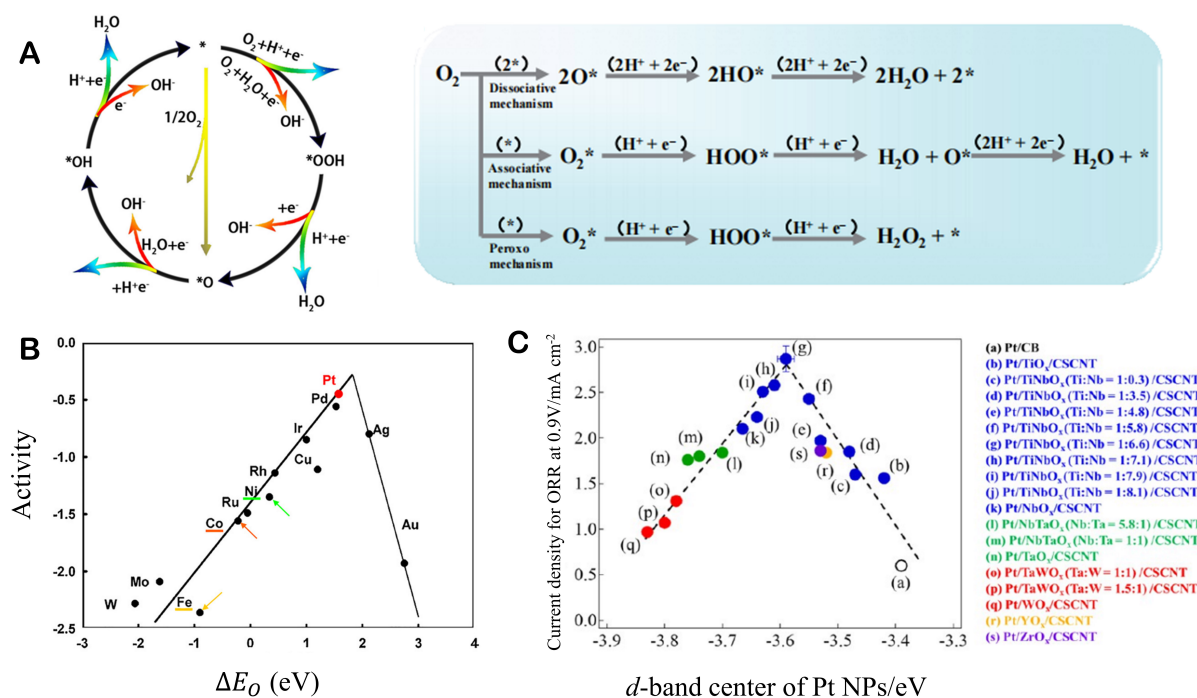 A
H₂O
*
O₂+H⁺+e⁻
O₂+H₂O+e⁻
H⁺+e⁻
e⁻
OH⁻
OH⁻
1/2O₂
*OH
*OOH
OH⁻
H₂O+e⁻
+H⁺e⁻
*O
OH⁻
+e⁻
H⁺+e⁻
H₂O
O₂ (2*) 2O* (2H⁺ + 2e⁻) 2HO* (2H⁺ + 2e⁻) 2H₂O + 2*
Dissociative
mechanism
(*) O₂* (H⁺ + e⁻) HOO* (H⁺ + e⁻) H₂O + O* (2H⁺ + 2e⁻) H₂O + *
Associative
mechanism
(*) O₂* (H⁺ + e⁻) HOO* (H⁺ + e⁻) H₂O₂ + *
Peroxo
mechanism
B
Activity
0.0
-0.5
-1.0
-1.5
-2.0
-2.5
Pt
Pd
Ag
Ir
Cu
Rh
Ni
Ru
Co
Au
Mo
W
Fe
-3 -2 -1 0 1 2 3 4
ΔE_O (eV)
C
Current density for ORR at 0.9V/mA cm⁻²
3.0
2.5
2.0
1.5
1.0
0.5
0.0
(g)
(h)
(i)
(f)
(j)
(k)
(e)
(m)
(n)
(l)
(s)
(d)
(r)
(b)
(c)
(o)
(p)
(q)
(a)
-3.9 -3.8 -3.7 -3.6 -3.5 -3.4 -3.3
d-band center of Pt NPs/eV
(a) Pt/CB
(b) Pt/TiOₓ/CSCNT
(c) Pt/TiNbOₓ (Ti:Nb = 1:0.3) /CSCNT
(d) Pt/TiNbOₓ (Ti:Nb = 1:3.5) /CSCNT
(e) Pt/TiNbOₓ (Ti:Nb = 1:4.8) /CSCNT
(f) Pt/TiNbOₓ (Ti:Nb = 1:5.8) /CSCNT
(g) Pt/TiNbOₓ (Ti:Nb = 1:6.6) /CSCNT
(h) Pt/TiNbOₓ (Ti:Nb = 1:7.1) /CSCNT
(i) Pt/TiNbOₓ (Ti:Nb = 1:7.9) /CSCNT
(j) Pt/TiNbOₓ (Ti:Nb = 1:8.1) /CSCNT
(k) Pt/NbOₓ/CSCNT
(l) Pt/NbTaOₓ (Nb:Ta = 5.8:1) /CSCNT
(m) Pt/NbTaOₓ (Nb:Ta = 1:1) /CSCNT
(n) Pt/TaOₓ/CSCNT
(o) Pt/TaWOₓ (Ta:W = 1:1) /CSCNT
(p) Pt/TaWOₓ (Ta:W = 1.5:1) /CSCNT
(q) Pt/WOₓ/CSCNT
(r) Pt/YOₓ/CSCNT
(s) Pt/ZrOₓ/CSCNT